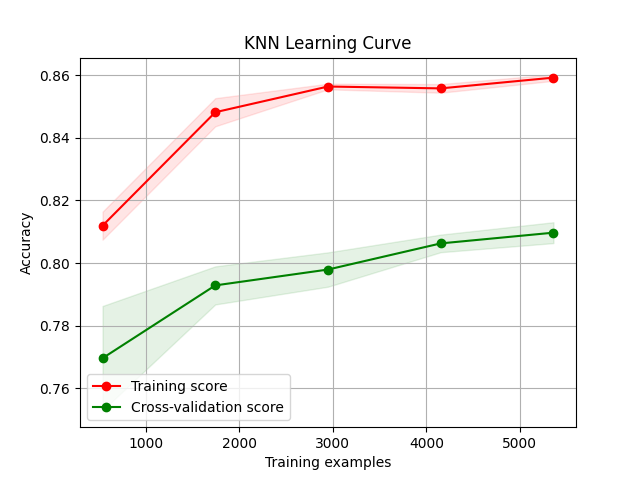 KNN Learning Curve
Accuracy
0.86
0.84
0.82
0.80
0.78
0.76
Training score
Cross-validation score
1000 2000 3000 4000 5000
Training examples